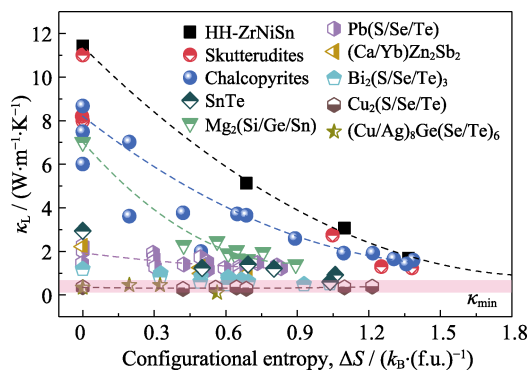 12
10
8
6
4
2
0
κL / (W·m−1·K−1)
HH-ZrNiSn
Skutterudites
Chalcopyrites
SnTe
Mg2(Si/Ge/Sn)
Pb(S/Se/Te)
(Ca/Yb)Zn2Sb2
Bi2(S/Se/Te)3
Cu2(S/Se/Te)
(Cu/Ag)8Ge(Se/Te)6
κmin
0 0.3 0.6 0.9 1.2 1.5 1.8
Configurational entropy, ΔS / (kB·(f.u.)−1)